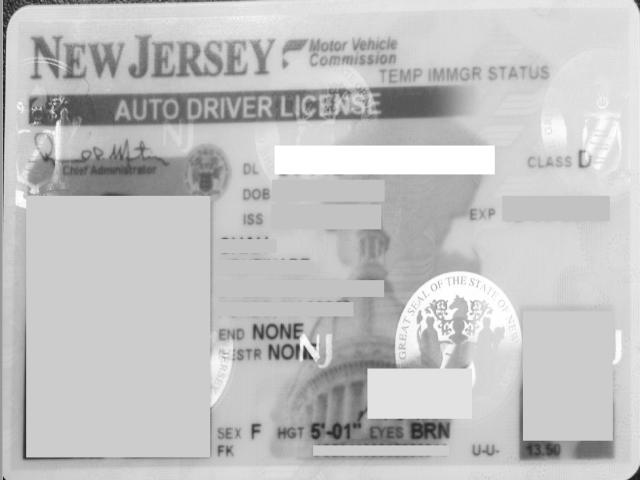 NEW JERSEY Motor Vehicle Commission
TEMP IMMGR STATUS
AUTO DRIVER LICENSE
Chief Administrator
DL
CLASS D
DOB
ISS
EXP
END NONE
RESTR NONE
NJ
GREAT SEAL OF THE STATE OF NEW
SEX F HGT 5'-01" EYES BRN
FK
U-U-
13.50